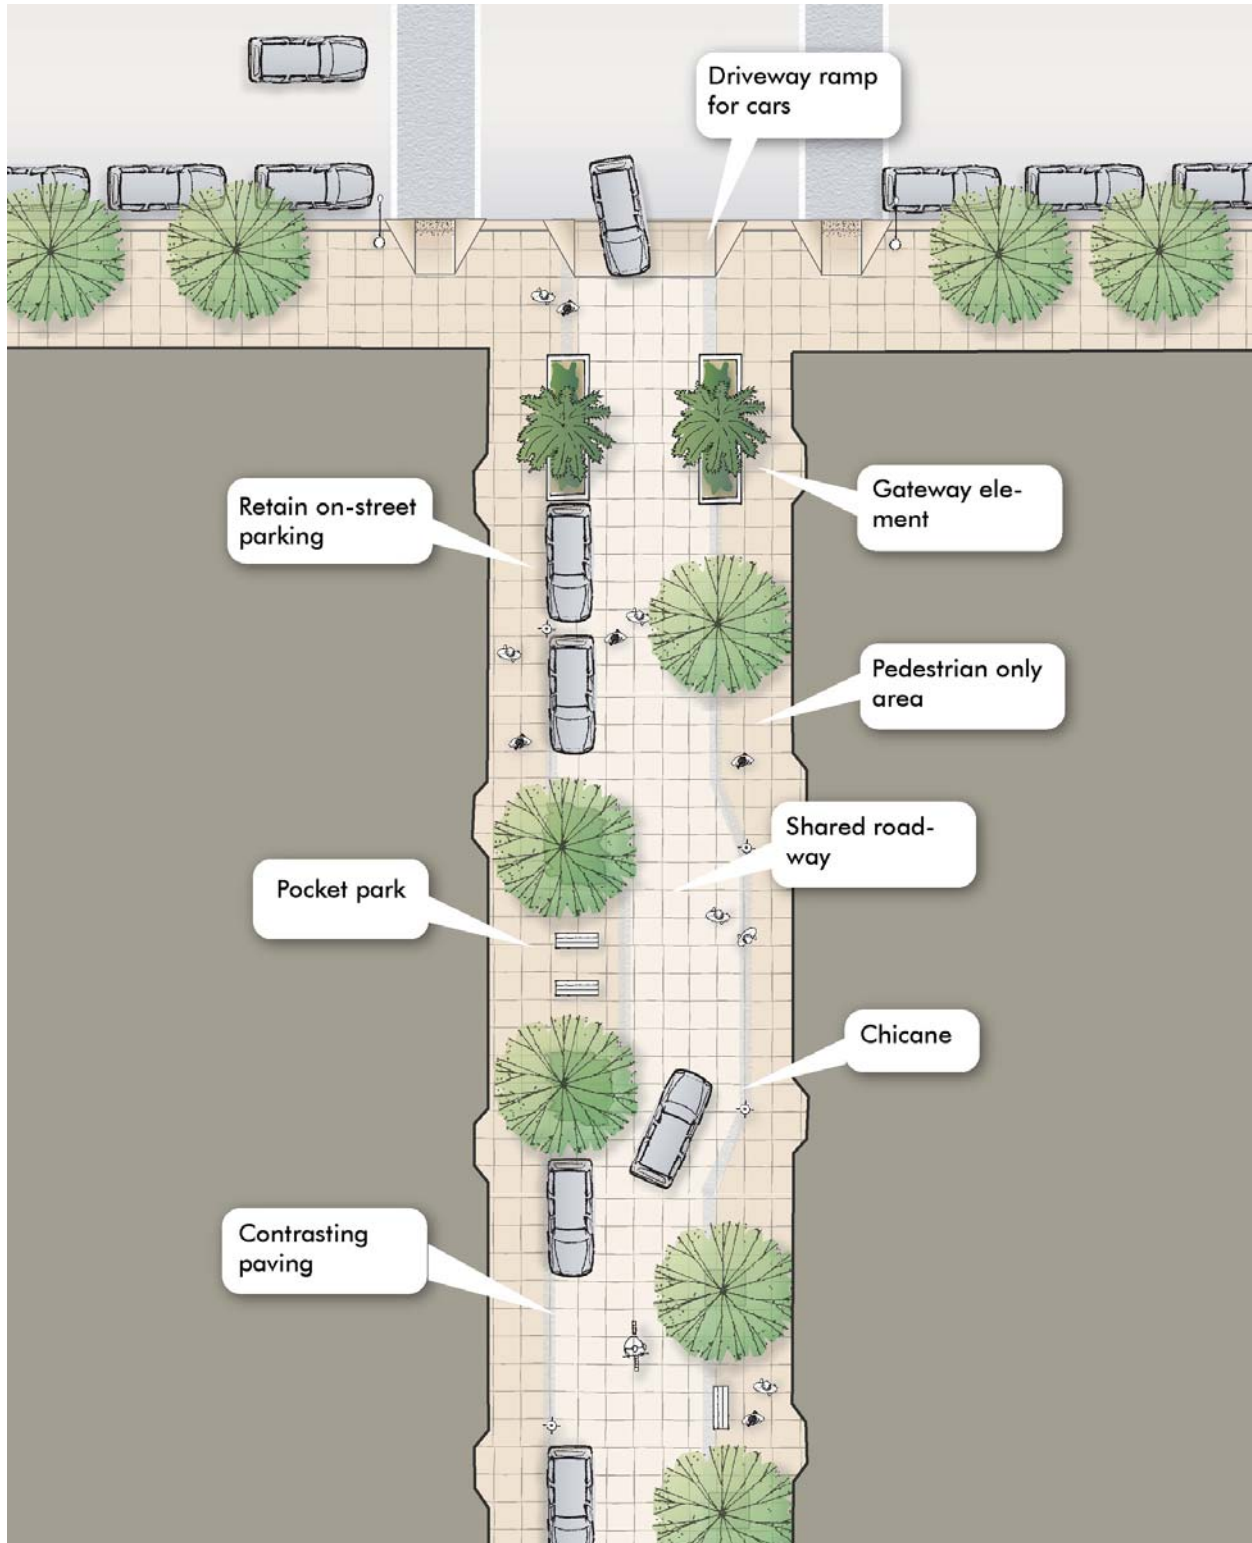 Driveway ramp
for cars
Retain on-street
parking
Gateway ele-
ment
Pedestrian only
area
Shared road-
way
Pocket park
Chicane
Contrasting
paving